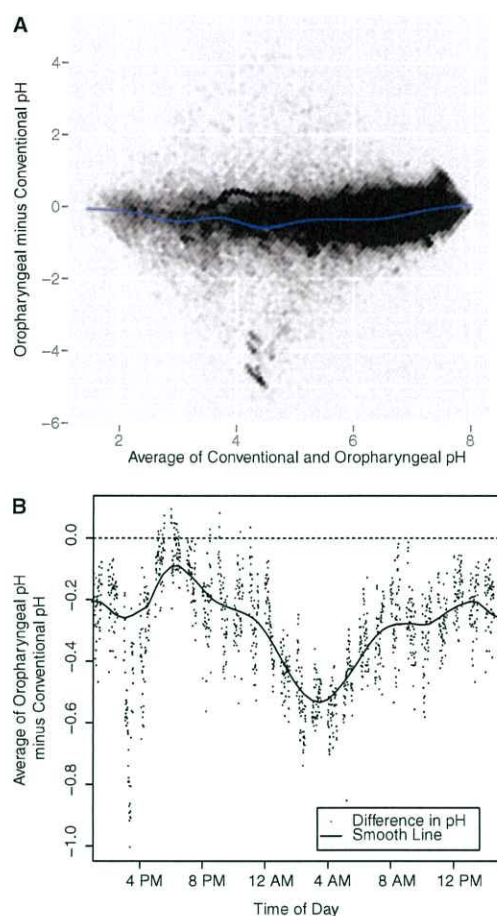 A
Oropharyngeal minus Conventional pH
4
2
0
−2
−4
−6
2 4 6 8
Average of Conventional and Oropharyngeal pH
B
Average of Oropharyngeal pH
minus Conventional pH
0.0
−0.2
−0.4
−0.6
−0.8
−1.0
Difference in pH
Smooth Line
4 PM 8 PM 12 AM 4 AM 8 AM 12 PM
Time of Day